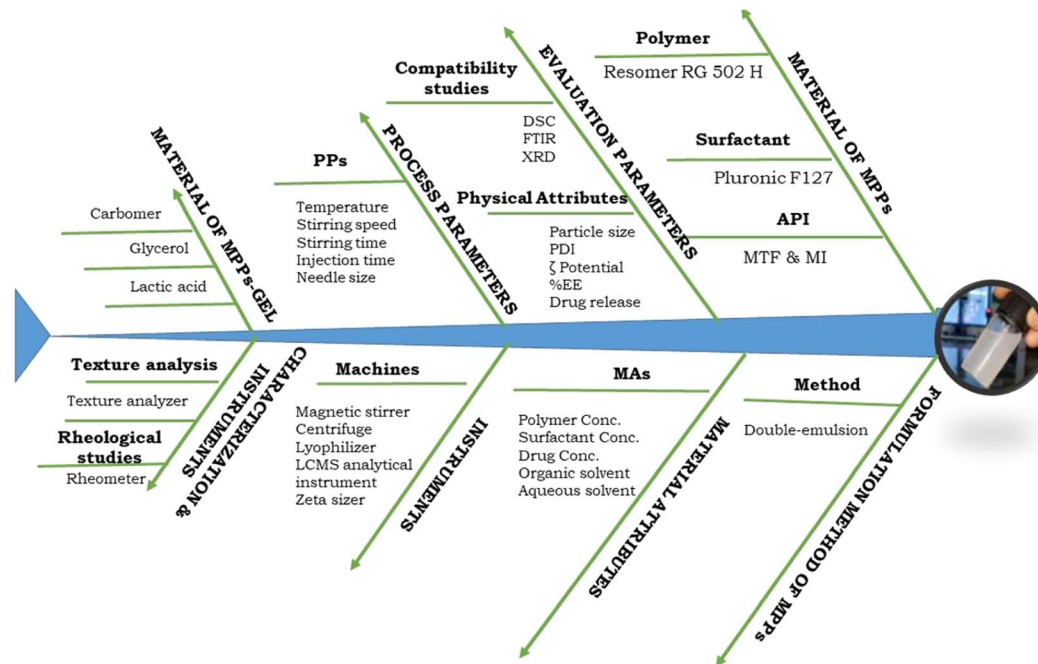 Polymer
Resomer RG 502 H
Surfactant
Pluronic F127
API
MTF & MI
MATERIAL OF MPPs
Compatibility
studies
DSC
FTIR
XRD
Physical Attributes
Particle size
PDI
ζ Potential
%EE
Drug release
EVALUATION PARAMETERS
PPs
Temperature
Stirring speed
Stirring time
Injection time
Needle size
PROCESS PARAMETERS
Carbomer
Glycerol
Lactic acid
MATERIAL OF MPPs-GEL
Texture analysis
Texture analyzer
Rheological
studies
Rheometer
CHARACTERIZATION &
INSTRUMENTS
Machines
Magnetic stirrer
Centrifuge
Lyophilizer
LCMS analytical
instrument
Zeta sizer
INSTRUMENTS
MAs
Polymer Conc.
Surfactant Conc.
Drug Conc.
Organic solvent
Aqueous solvent
MATERIAL ATTRIBUTES
Method
Double-emulsion
FORMULATION METHOD OF MPPs